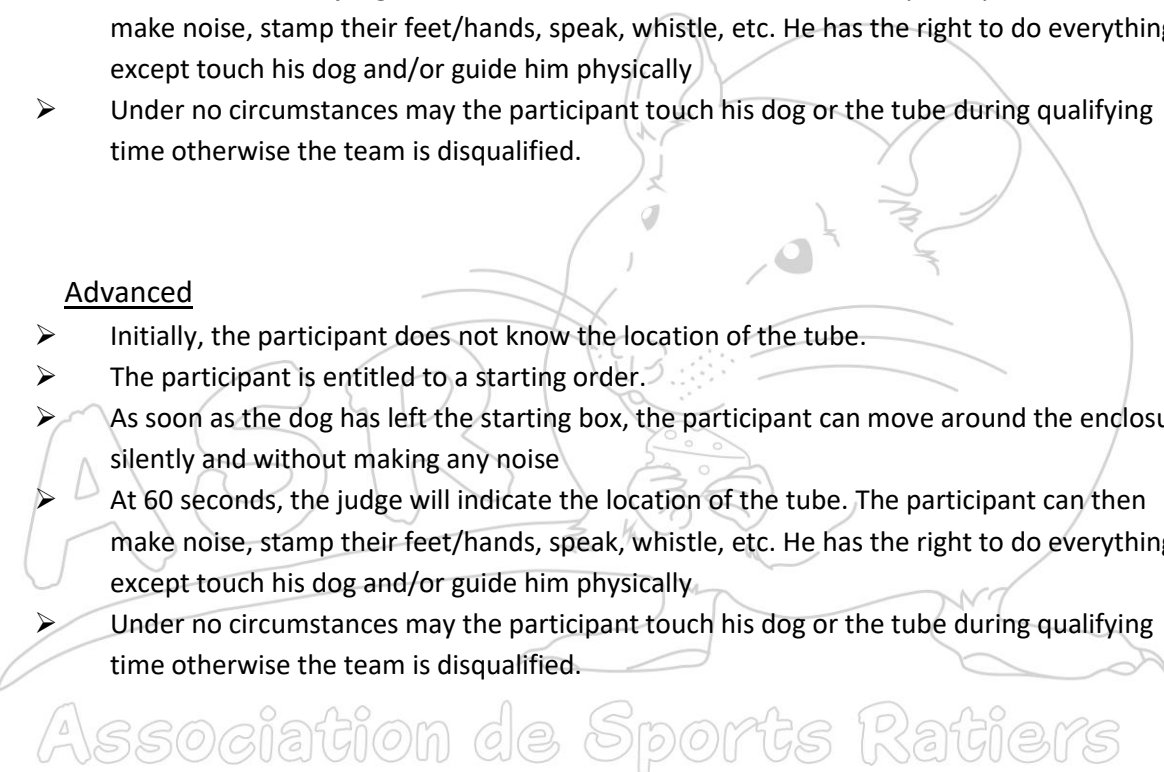 make noise, stamp their feet/hands, speak, whistle, etc. He has the right to do everything
except touch his dog and/or guide him physically
➢ Under no circumstances may the participant touch his dog or the tube during qualifying
time otherwise the team is disqualified.
Advanced
➢ Initially, the participant does not know the location of the tube.
➢ The participant is entitled to a starting order.
➢ As soon as the dog has left the starting box, the participant can move around the
silently and without making any noise
➢ At 60 seconds, the judge will indicate the location of the tube. The participant can then
make noise, stamp their feet/hands, speak, whistle, etc. He has the right to do everything
except touch his dog and/or guide him physically
➢ Under no circumstances may the participant touch his dog or the tube during qualifying
time otherwise the team is disqualified.
ASR
Association de Sports Ratiers